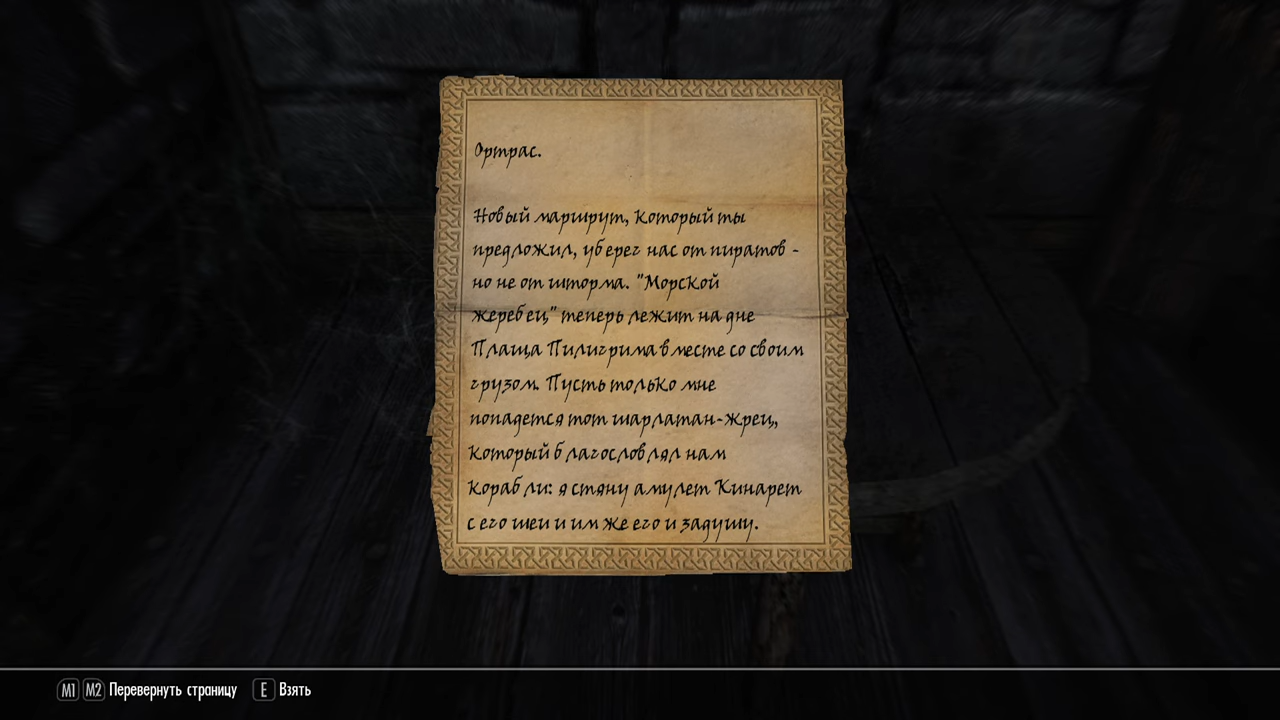 Ортрас.
Новый маршрут, который ты
предложил, уберег нас от пиратов -
но не от шторма. "Морской
жеребец" теперь лежит на дне
Плаща Пилигрима вместе со своим
грузом. Пусть только мне
попадется тот шарлатан-жрец,
который благословлял нам
корабли: я стяну амулет Кинарет
с его шеи и им же его и задушу.
M1 M2 Перевернуть страницу E Взять